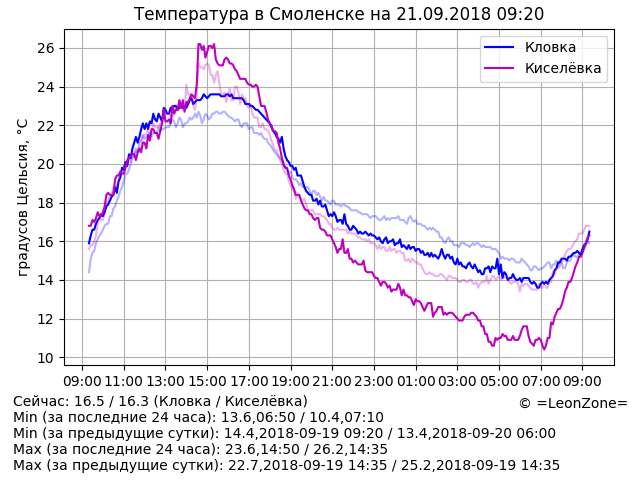 Температура в Смоленске на 21.09.2018 09:20
Кловка
Киселёвка
градусов Цельсия, °C
26
24
22
20
18
16
14
12
10
09:00 11:00 13:00 15:00 17:00 19:00 21:00 23:00 01:00 03:00 05:00 07:00 09:00
Сейчас: 16.5 / 16.3 (Кловка / Киселёвка)
© =LeonZone=
Min (за последние 24 часа): 13.6,06:50 / 10.4,07:10
Min (за предыдущие сутки): 14.4,2018-09-19 09:20 / 13.4,2018-09-20 06:00
Max (за последние 24 часа): 23.6,14:50 / 26.2,14:35
Max (за предыдущие сутки): 22.7,2018-09-19 14:35 / 25.2,2018-09-19 14:35